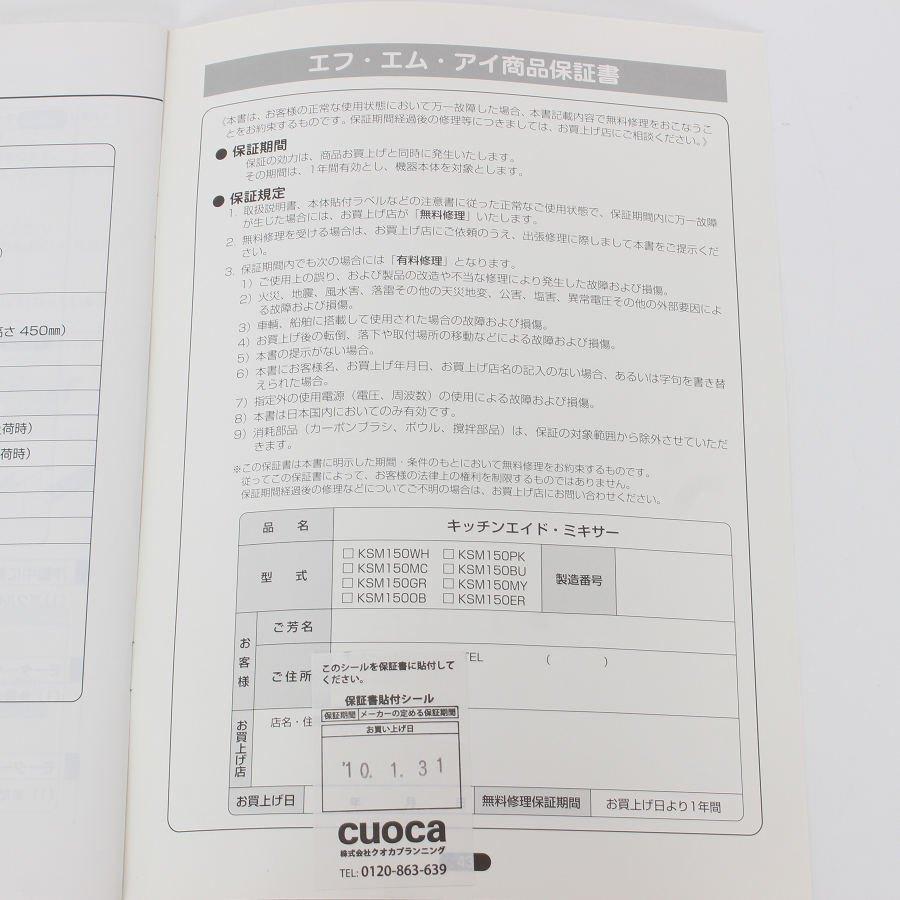 エフ・エム・アイ商品保証書
《本書は、お客様の正常な使用状態において万一故障した場合、本書記載内容で無料修理をおこなうこ
とをお約束するものです。保証期間経過後の修理等につきましては、お買上げ店にご相談ください。》
● 保証期間
保証の効力は、商品お買上げと同時に発生いたします。
その期間は、1年間有効とし、機器本体を対象とします。
● 保証規定
1. 取扱説明書、本体貼付ラベルなどの注意書に従った正常なご使用状態で、保証期間内に万一故障
が生じた場合には、お買上げ店が「無料修理」いたします。
2. 無料修理を受ける場合は、お買上げ店にご依頼のうえ、出張修理に際しまして本書をご提示くだ
さい。
3. 保証期間内でも次の場合には「有料修理」となります。
1）ご使用上の誤り、および製品の改造や不当な修理により発生した故障および損傷。
2）火災、地震、風水害、落雷その他の天災地変、公害、塩害、異常電圧その他の外部要因によ
る故障および損傷。
3）車輌、船舶に搭載して使用された場合の故障および損傷。
4）お買上げ後の転倒、落下や取付場所の移動などによる故障および損傷。
5）本書の提示がない場合。
6）本書にお客様名、お買上げ年月日、お買上げ店名の記入のない場合、あるいは字句を書き替
えられた場合。
7）指定外の使用電源（電圧、周波数）の使用による故障および損傷。
8）本書は日本国内においてのみ有効です。
9）消耗部品（カーボンブラシ、ボウル、撹拌部品）は、保証の対象範囲から除外させていただ
きます。
※この保証書は本書に明示した期間・条件のもとにおいて無料修理をお約束するものです。
従ってこの保証書によって、お客様の法律上の権利を制限するものではありません。
保証期間経過後の修理などについてご不明の場合は、お買上げ店にお問い合わせください。
品 名 キッチンエイド・ミキサー
型 式
□ KSM150WH □ KSM150PK
□ KSM150MC □ KSM150BU
□ KSM150GR □ KSM150MY
□ KSM150OB □ KSM150ER
製造番号
お客様
ご芳名
ご住所
TEL （ ）
お買上げ店
店名・住
お買上げ日
無料修理保証期間 お買上げ日より1年間
このシールを保証書に貼付して
ください。
保証書貼付シール
保証期間 メーカーの定める保証期間
お買い上げ日
'10. 1. 31
cuoca
株式会社クオカプランニング
TEL: 0120-863-639
高さ 450㎜）
荷時）
荷時）